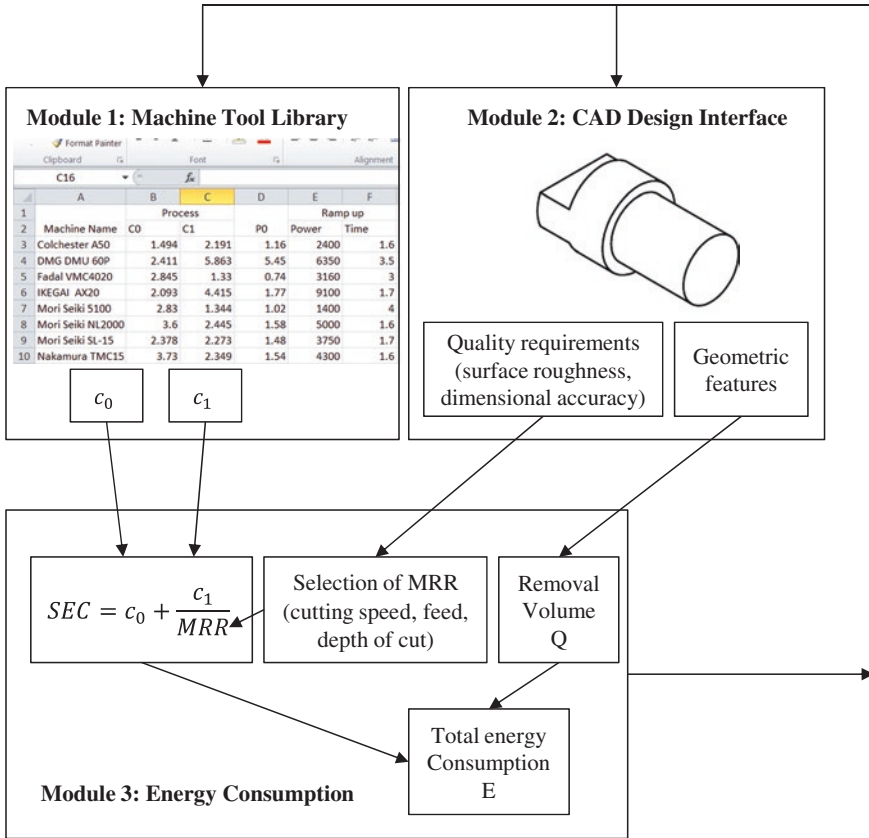 Module 1: Machine Tool Library
Format Painter
Clipboard
Font
Alignment
C16
fx
A B C D E F
1 Process Ramp up
2 Machine Name C0 C1 P0 Power Time
3 Colchester A50 1.494 2.191 1.16 2400 1.6
4 DMG DMU 60P 2.411 5.863 5.45 6350 3.5
5 Fadal VMC4020 2.845 1.33 0.74 3160 3
6 IKEGAI AX20 2.093 4.415 1.77 9100 1.7
7 Mori Seiki 5100 2.83 1.344 1.02 1400 4
8 Mori Seiki NL2000 3.6 2.445 1.58 5000 1.6
9 Mori Seiki SL-15 2.378 2.273 1.48 3750 1.7
10 Nakamura TMC15 3.73 2.349 1.54 4300 1.6
c₀
c₁
Module 2: CAD Design Interface
Quality requirements
(surface roughness,
dimensional accuracy)
Geometric
features
SEC = c₀ + c₁/MRR
Selection of MRR
(cutting speed, feed,
depth of cut)
Removal
Volume
Q
Total energy
Consumption
E
Module 3: Energy Consumption